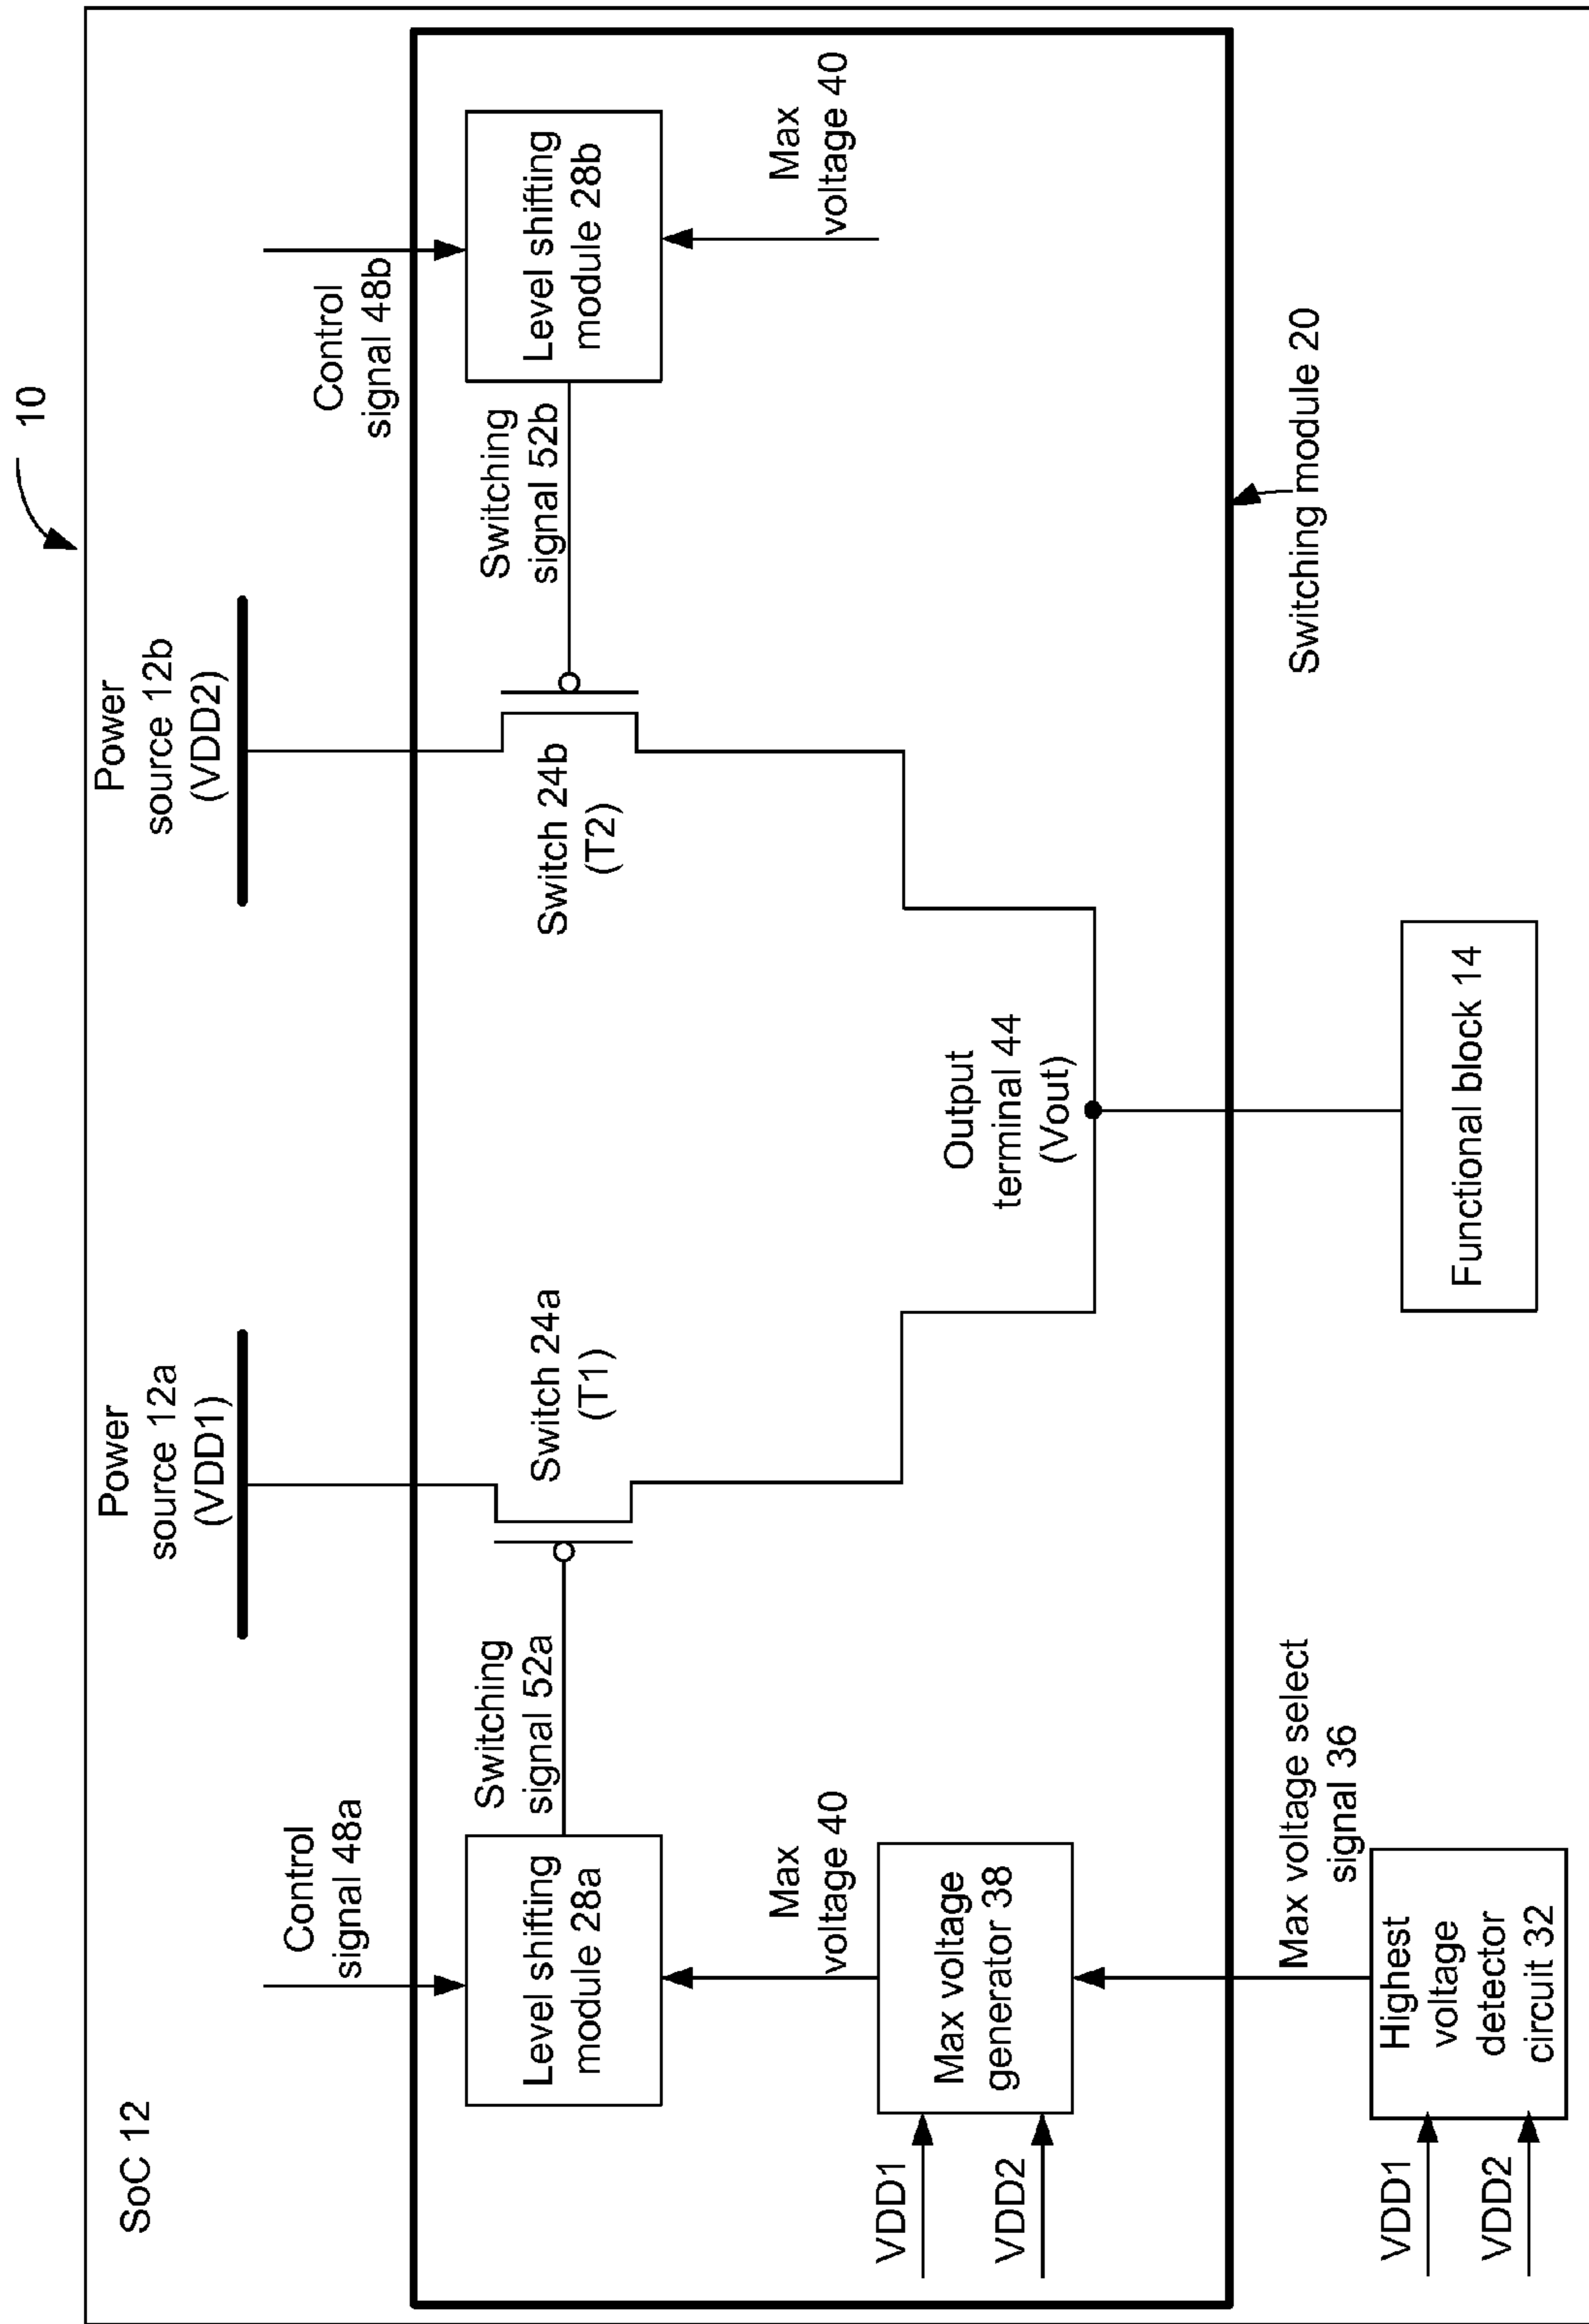 10
SoC 12
Power
source 12a
(VDD1)
Power
source 12b
(VDD2)
Control
signal 48a
Control
signal 48b
Level shifting
module 28a
Switching
signal 52a
Switch 24a
(T1)
Switch 24b
(T2)
Switching
signal 52b
Level shifting
module 28b
Max
voltage 40
Max
voltage 40
VDD1
VDD2
Max voltage
generator 38
Output
terminal 44
(Vout)
Max voltage select
signal 36
Switching module 20
VDD1
VDD2
Highest
voltage
detector
circuit 32
Functional block 14